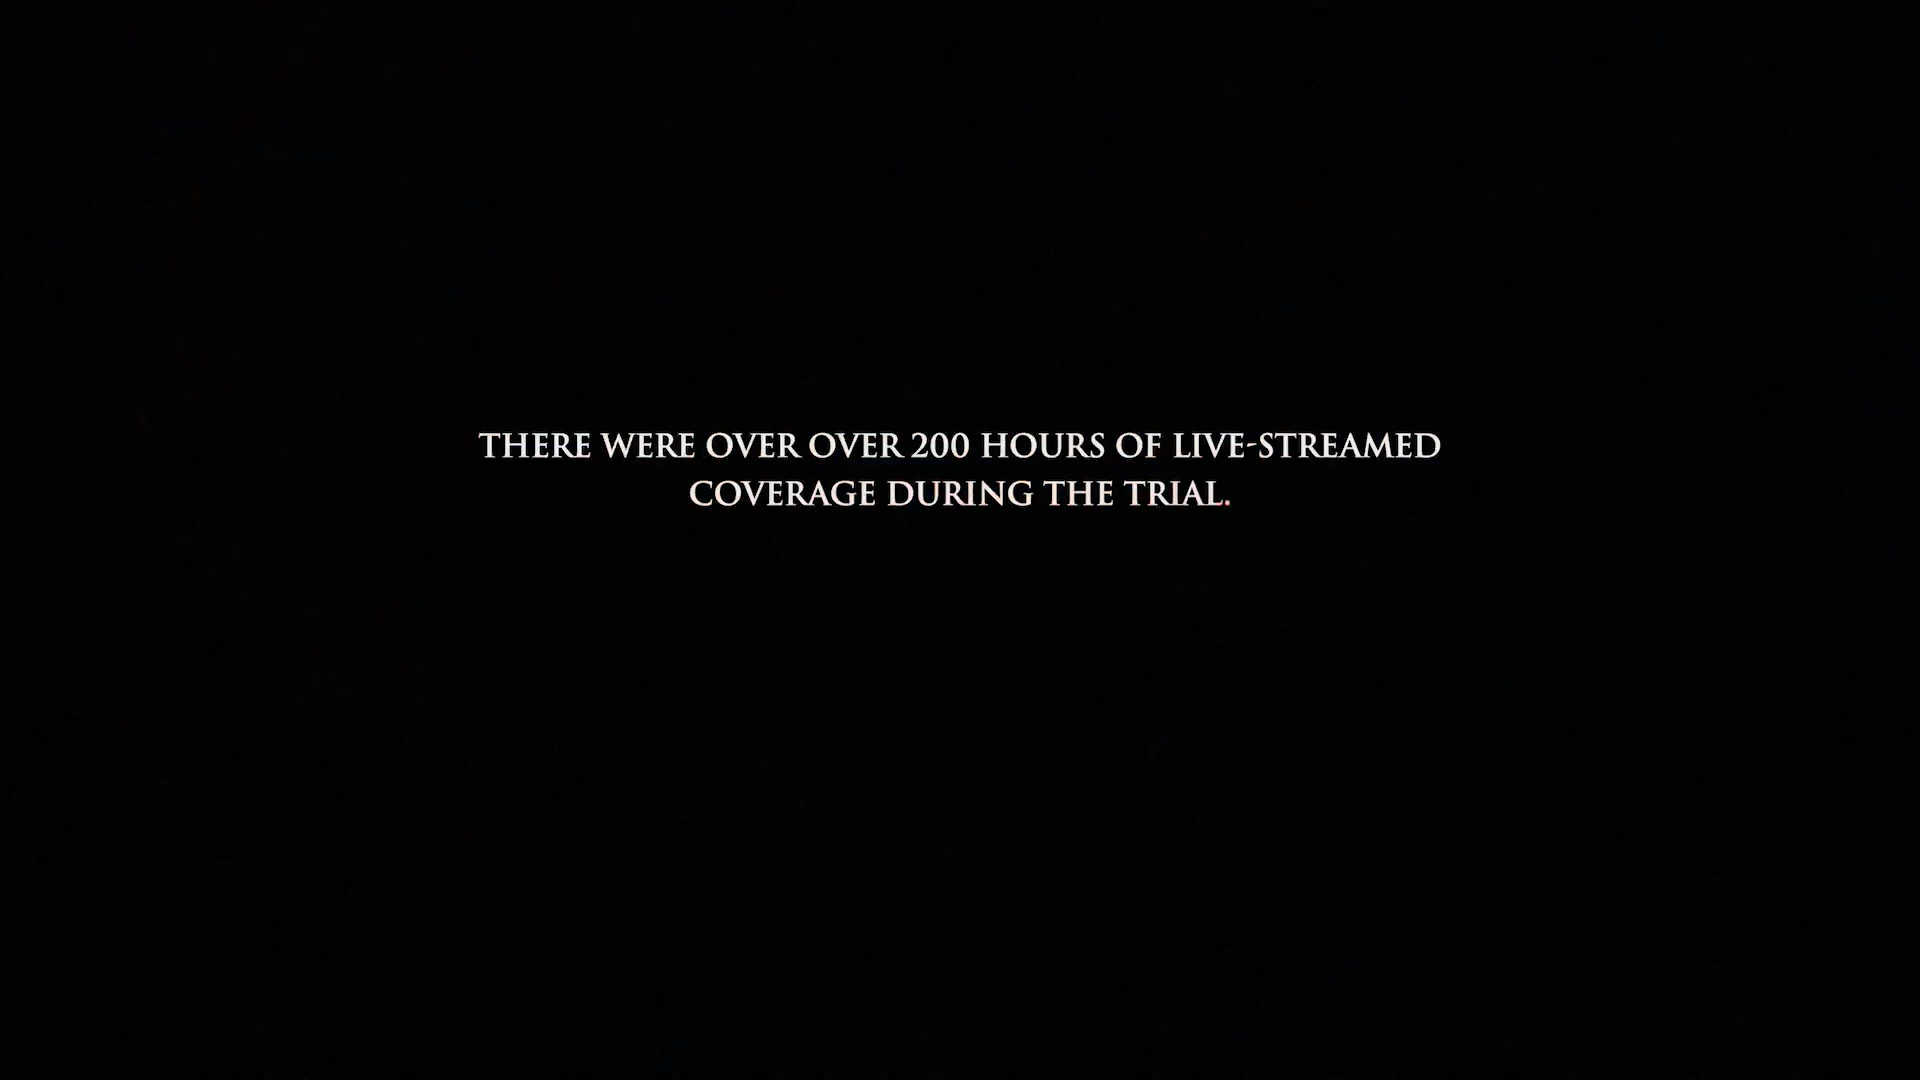 THERE WERE OVER OVER 200 HOURS OF LIVE-STREAMED
COVERAGE DURING THE TRIAL.